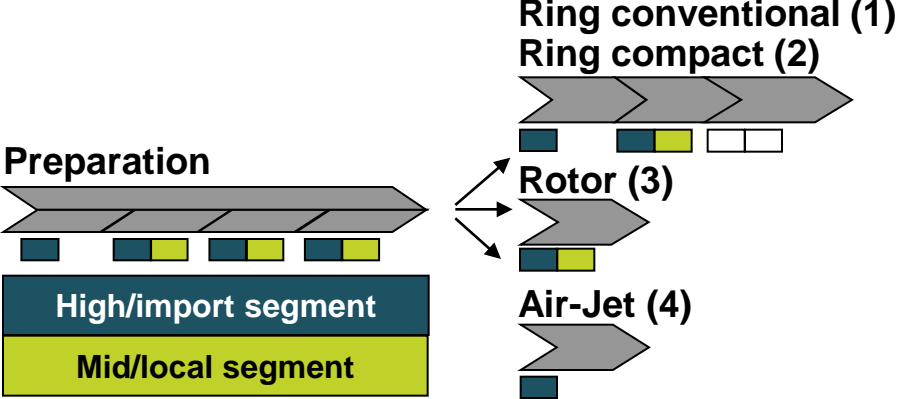 Ring conventional (1)
Ring compact (2)
Preparation
Rotor (3)
High/import segment
Air-Jet (4)
Mid/local segment